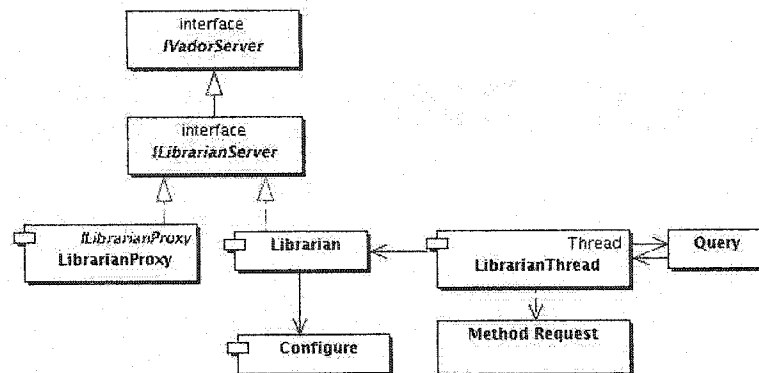 interface
IVadorServer
interface
ILibrarianServer
ILibrarianProxy
LibrarianProxy
Librarian
Thread
LibrarianThread
Query
Configure
Method Request